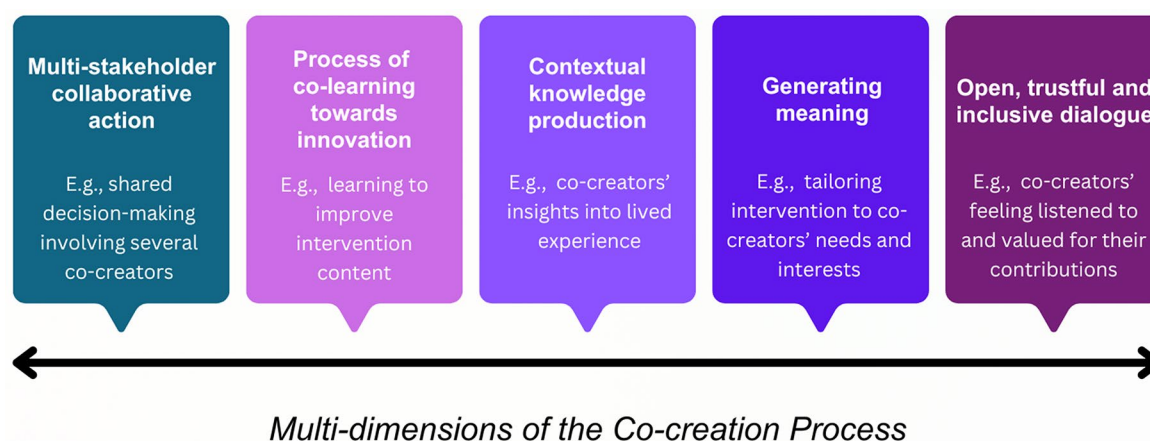 Multi-stakeholder
collaborative
action
E.g., shared
decision-making
involving several
co-creators
Process of
co-learning
towards
innovation
E.g., learning to
improve
intervention
content
Contextual
knowledge
production
E.g., co-creators’
insights into lived
experience
Generating
meaning
E.g., tailoring
intervention to co-
creators’ needs and
interests
Open, trustful and
inclusive dialogue
E.g., co-creators’
feeling listened to
and valued for their
contributions
Multi-dimensions of the Co-creation Process